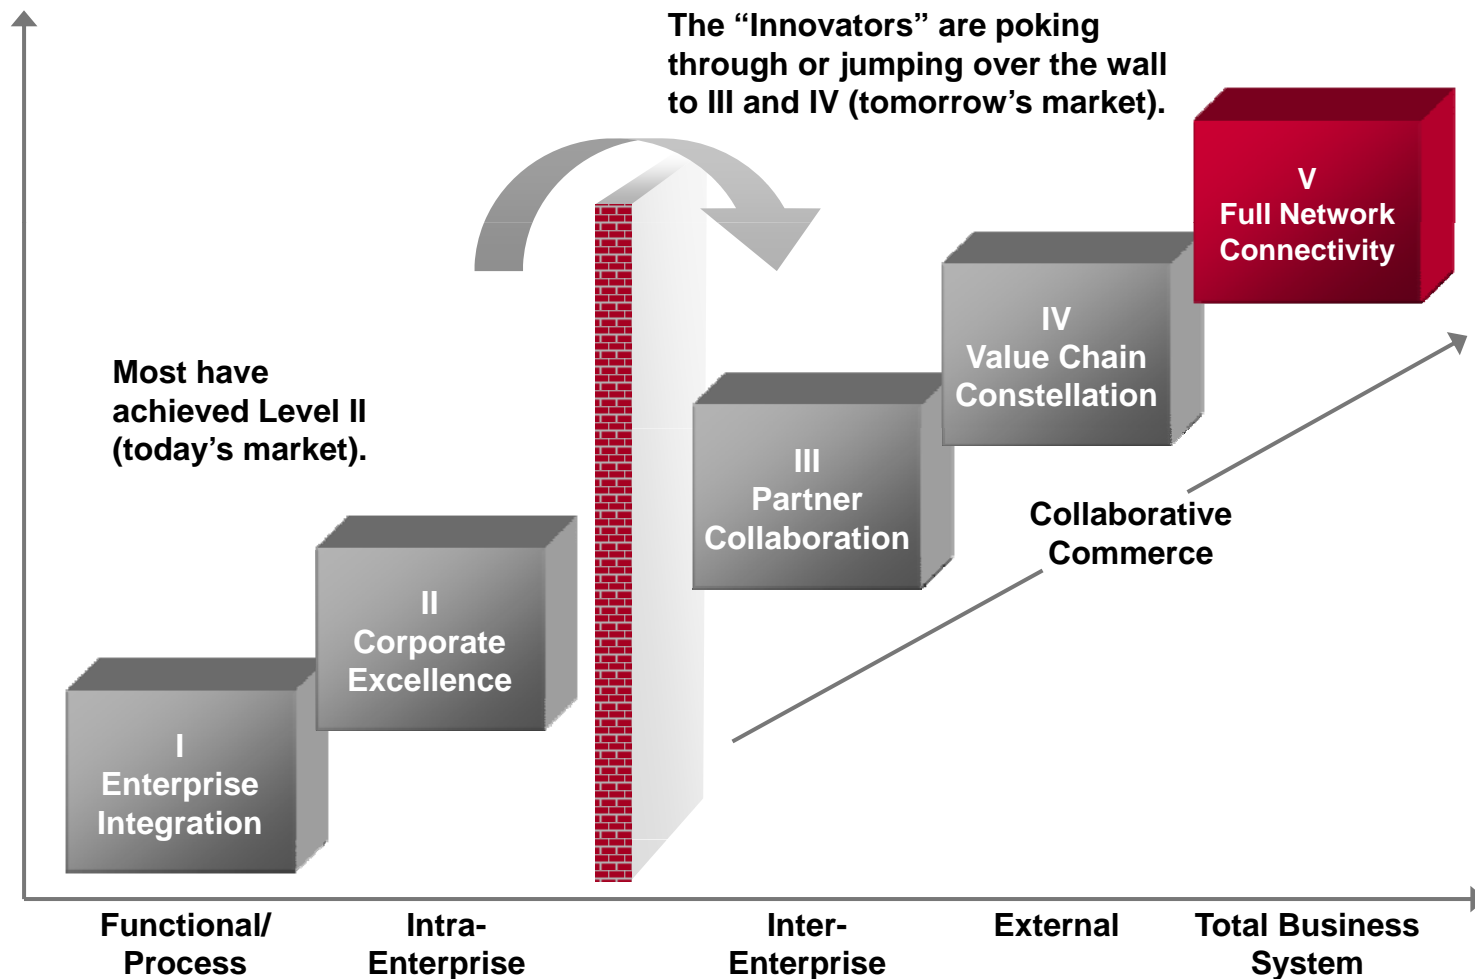 The “Innovators” are poking
through or jumping over the wall
to III and IV (tomorrow’s market).
V
Full Network
Connectivity
IV
Value Chain
Constellation
Most have
achieved Level II
(today’s market).
III
Partner
Collaboration
Collaborative
Commerce
II
Corporate
Excellence
I
Enterprise
Integration
Functional/
Process
Intra-
Enterprise
Inter-
Enterprise
External
Total Business
System